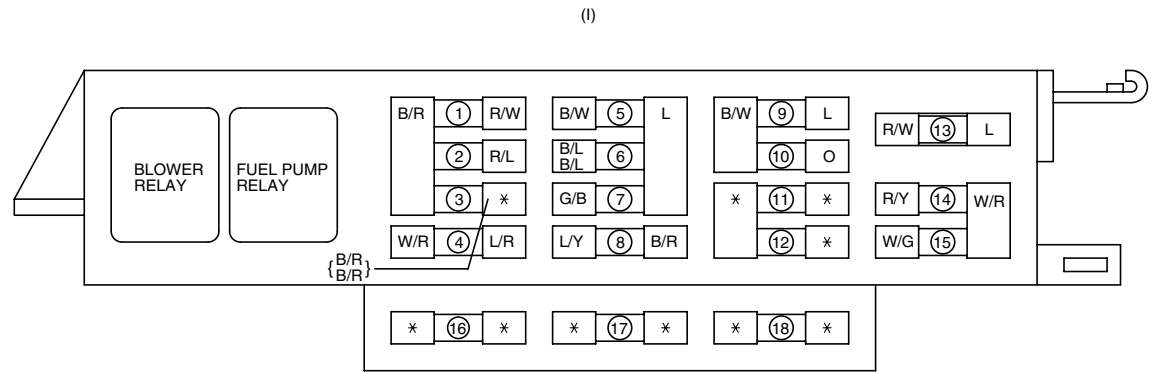 (I)
BLOWER
RELAY
FUEL PUMP
RELAY
B/R 1 R/W
2 R/L
3 *
W/R 4 L/R
{B/R}
{B/R}
B/W 5 L
B/L
B/L 6
G/B 7
L/Y 8 B/R
B/W 9 L
10 O
* 11 *
12 *
R/W 13 L
R/Y 14 W/R
W/G 15
* 16 *
* 17 *
* 18 *